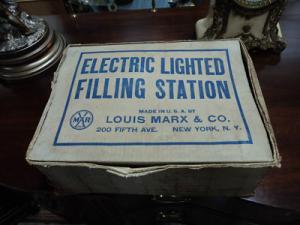 ELECTRIC LIGHTED
FILLING STATION
MADE IN U.S.A. BY
MAR
LOUIS MARX & CO.
200 FIFTH AVE. NEW YORK, N.Y.